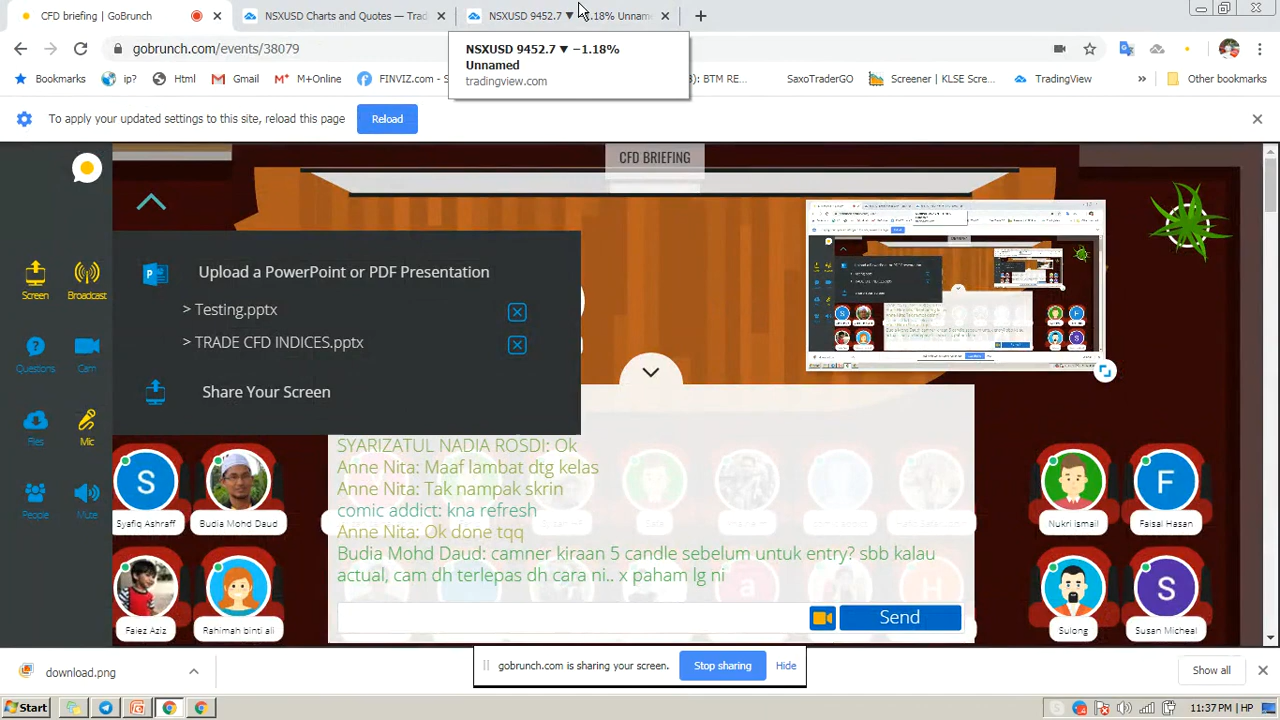 CFD briefing | GoBrunch
NSXUSD Charts and Quotes — Trad
NSXUSD 9452.7 ▼ −1.18% Unname
gobrunch.com/events/38079
NSXUSD 9452.7 ▼ −1.18%
Unnamed
tradingview.com
Bookmarks
ip?
Html
Gmail
M+Online
FINVIZ.com - S
): BTM RE...
SaxoTraderGO
Screener | KLSE Scre...
TradingView
»
Other bookmarks
To apply your updated settings to this site, reload this page
Reload
CFD BRIEFING
Upload a PowerPoint or PDF Presentation
> Testing.pptx
> TRADE CFD INDICES.pptx
Share Your Screen
Screen
Broadcast
Questions
Cam
Files
Mic
People
Mute
SYARIZATUL NADIA ROSDI: Ok
Anne Nita: Maaf lambat dtg kelas
Anne Nita: Tak nampak skrin
comic addict: kna refresh
Anne Nita: Ok done tqq
Budia Mohd Daud: camner kiraan 5 candle sebelum untuk entry? sbb kalau
actual, cam dh terlepas dh cara ni.. x paham lg ni
Send
S
Syafiq Ashraff
Budia Mohd Daud
Nukri ismail
F
Faisal Hasan
Faiez Aziz
Rahimah binti ali
Sulong
S
Susan Micheal
gobrunch.com is sharing your screen.
Stop sharing
Hide
download.png
Show all
Start
11:37 PM | HP